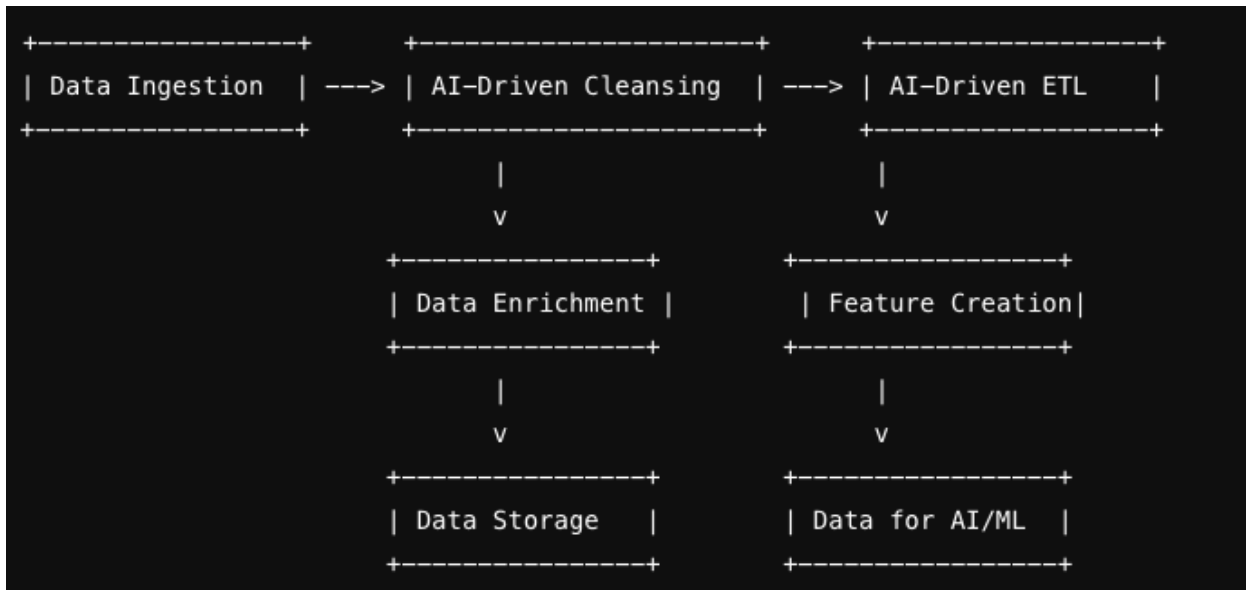 +-----------------+      +---------------------+      +------------------+
| Data Ingestion  | ---> | AI-Driven Cleansing  | ---> | AI-Driven ETL    |
+-----------------+      +---------------------+      +------------------+
                               |                        |
                               v                        v
                        +----------------+        +-----------------+
                        | Data Enrichment |         | Feature Creation|
                        +----------------+        +-----------------+
                               |                        |
                               v                        v
                        +----------------+        +-----------------+
                        | Data Storage   |        | Data for AI/ML  |
                        +----------------+        +-----------------+